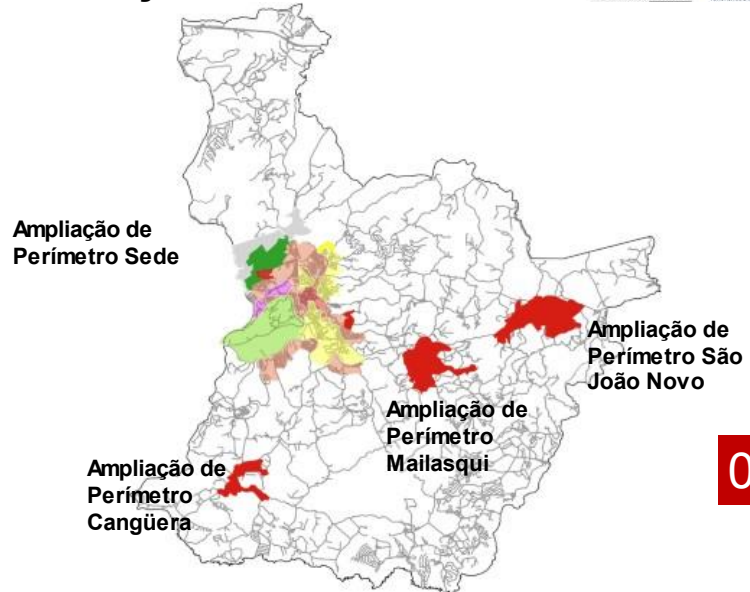 Ampliação de
Perímetro Sede
Ampliação de
Perímetro São
João Novo
Ampliação de
Perímetro
Mailasqui
Ampliação de
Perímetro
Cangüera
0